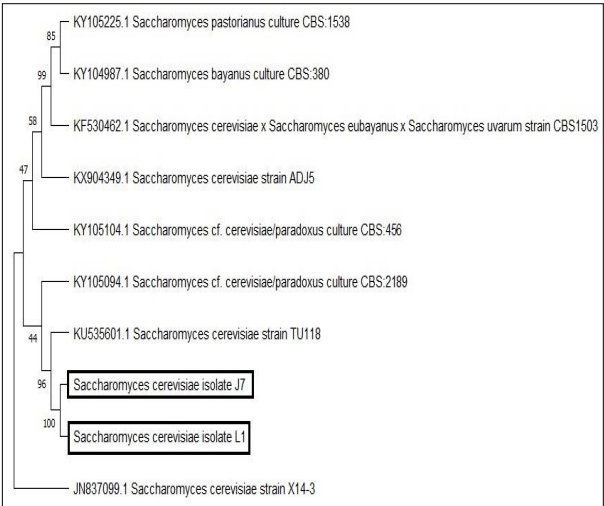 KY105225.1 Saccharomyces pastorianus culture CBS:1538
85
KY104987.1 Saccharomyces bayanus culture CBS:380
99
KF530462.1 Saccharomyces cerevisiae x Saccharomyces eubayanus x Saccharomyces uvarum strain CBS1503
58
KX904349.1 Saccharomyces cerevisiae strain ADJ5
47
KY105104.1 Saccharomyces cf. cerevisiae/paradoxus culture CBS:456
KY105094.1 Saccharomyces cf. cerevisiae/paradoxus culture CBS:2189
KU535601.1 Saccharomyces cerevisiae strain TU118
44
Saccharomyces cerevisiae isolate J7
96
Saccharomyces cerevisiae isolate L1
100
JN837099.1 Saccharomyces cerevisiae strain X14-3